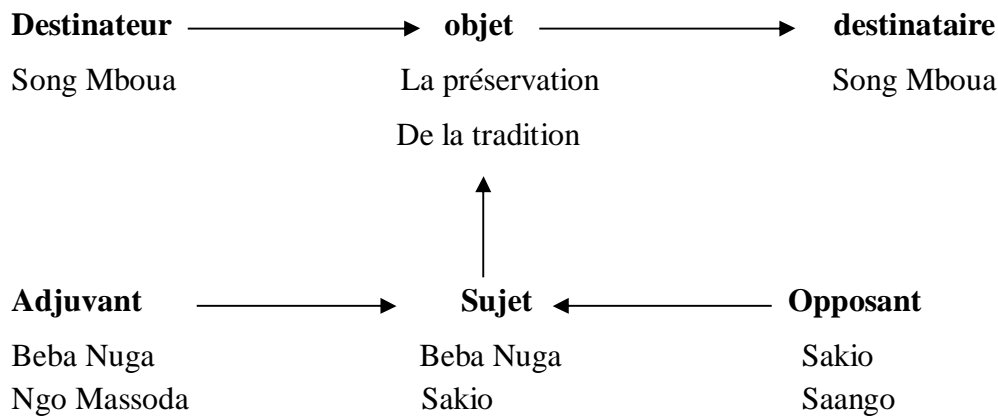 Destinateur objet destinataire
Song Mboua La préservation Song Mboua
De la tradition
Adjuvant Sujet Opposant
Beba Nuga Beba Nuga Sakio
Ngo Massoda Sakio Saango